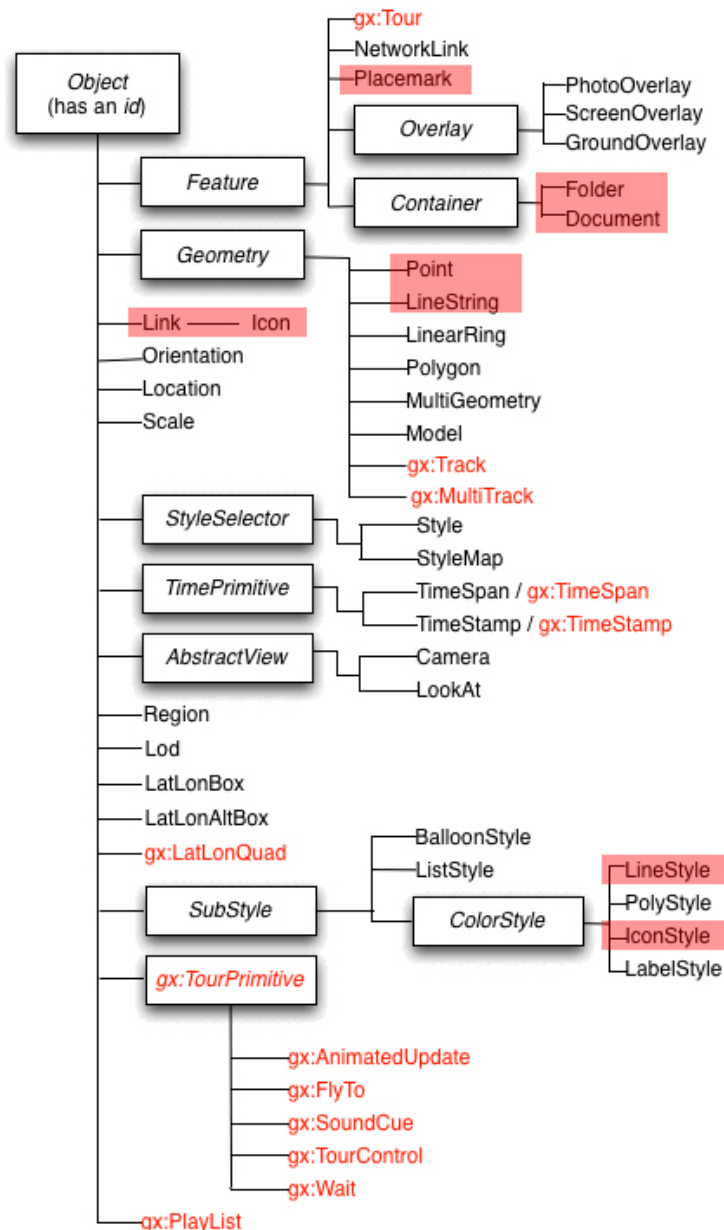 gx:Tour
NetworkLink
Placemark
Object
(has an id)
Overlay
PhotoOverlay
ScreenOverlay
GroundOverlay
Feature
Container
Folder
Document
Geometry
Point
LineString
LinearRing
Polygon
MultiGeometry
Model
gx:Track
gx:MultiTrack
Link Icon
Orientation
Location
Scale
StyleSelector
Style
StyleMap
TimePrimitive
TimeSpan / gx:TimeSpan
TimeStamp / gx:TimeStamp
AbstractView
Camera
LookAt
Region
Lod
LatLonBox
LatLonAltBox
gx:LatLonQuad
SubStyle
BalloonStyle
ListStyle
ColorStyle
LineStyle
PolyStyle
IconStyle
LabelStyle
gx:TourPrimitive
gx:AnimatedUpdate
gx:FlyTo
gx:SoundCue
gx:TourControl
gx:Wait
gx:PlayList